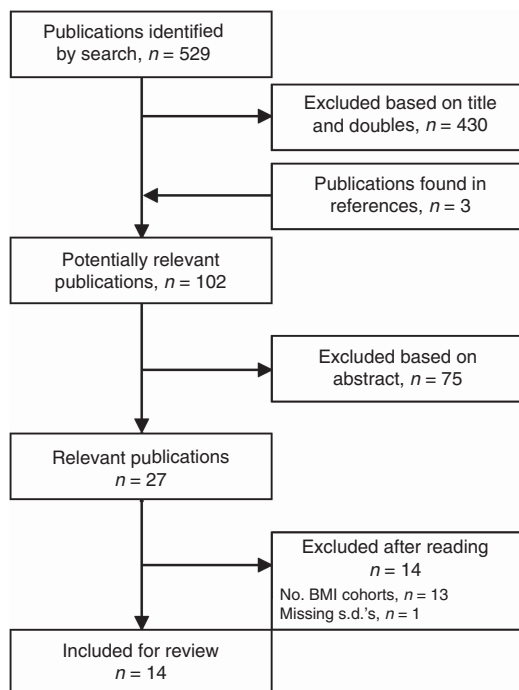 Publications identified
by search, n = 529
Excluded based on title
and doubles, n = 430
Publications found in
references, n = 3
Potentially relevant
publications, n = 102
Excluded based on
abstract, n = 75
Relevant publications
n = 27
Excluded after reading
n = 14
No. BMI cohorts, n = 13
Missing s.d.'s, n = 1
Included for review
n = 14